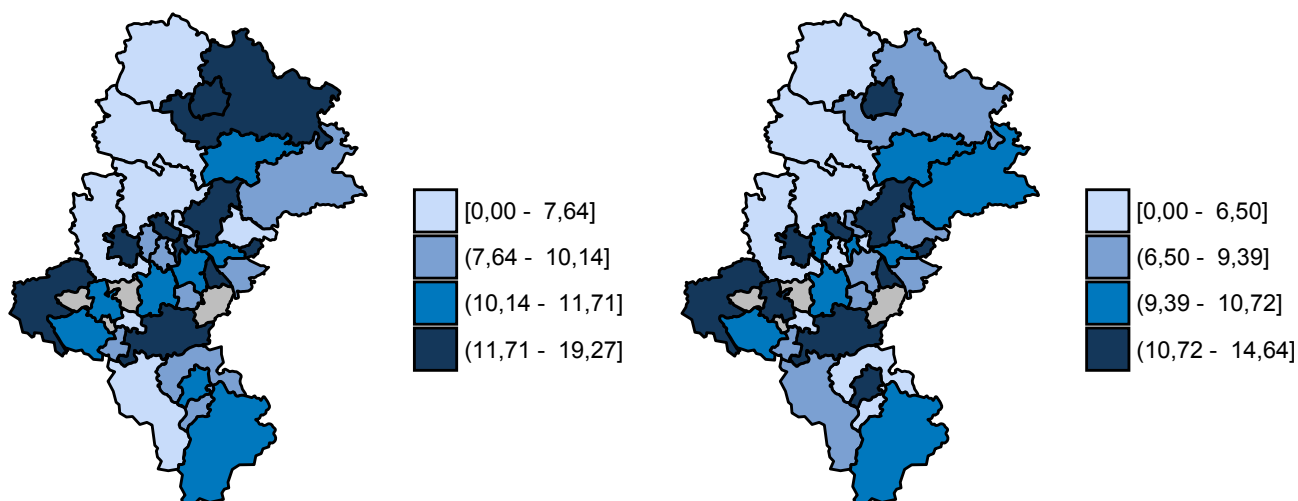 [0,00 - 7,64]
(7,64 - 10,14]
(10,14 - 11,71]
(11,71 - 19,27]
[0,00 - 6,50]
(6,50 - 9,39]
(9,39 - 10,72]
(10,72 - 14,64]